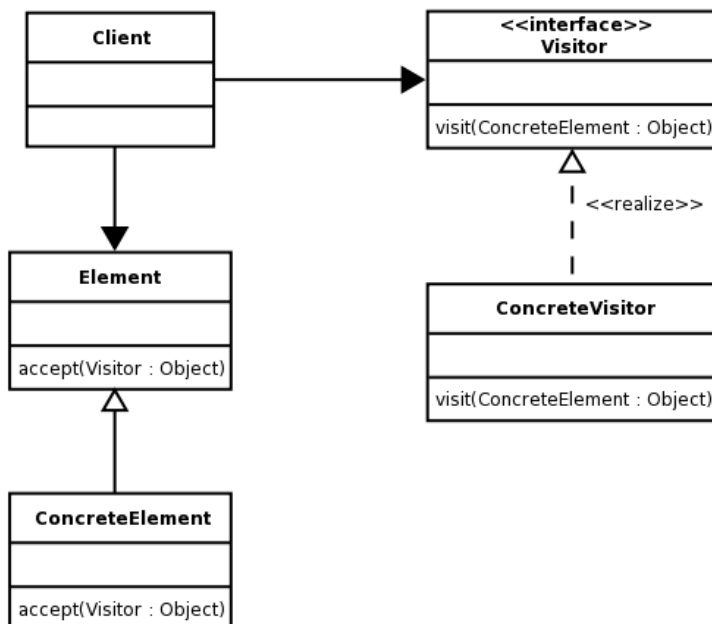 Client
<<interface>>
Visitor
visit(ConcreteElement : Object)
<<realize>>
Element
accept(Visitor : Object)
ConcreteVisitor
visit(ConcreteElement : Object)
ConcreteElement
accept(Visitor : Object)